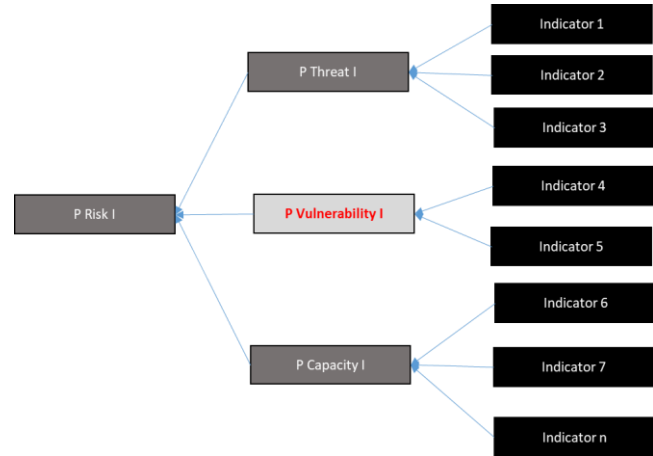 Indicator 1
P Threat I
Indicator 2
Indicator 3
Indicator 4
P Risk I
P Vulnerability I
Indicator 5
Indicator 6
P Capacity I
Indicator 7
Indicator n